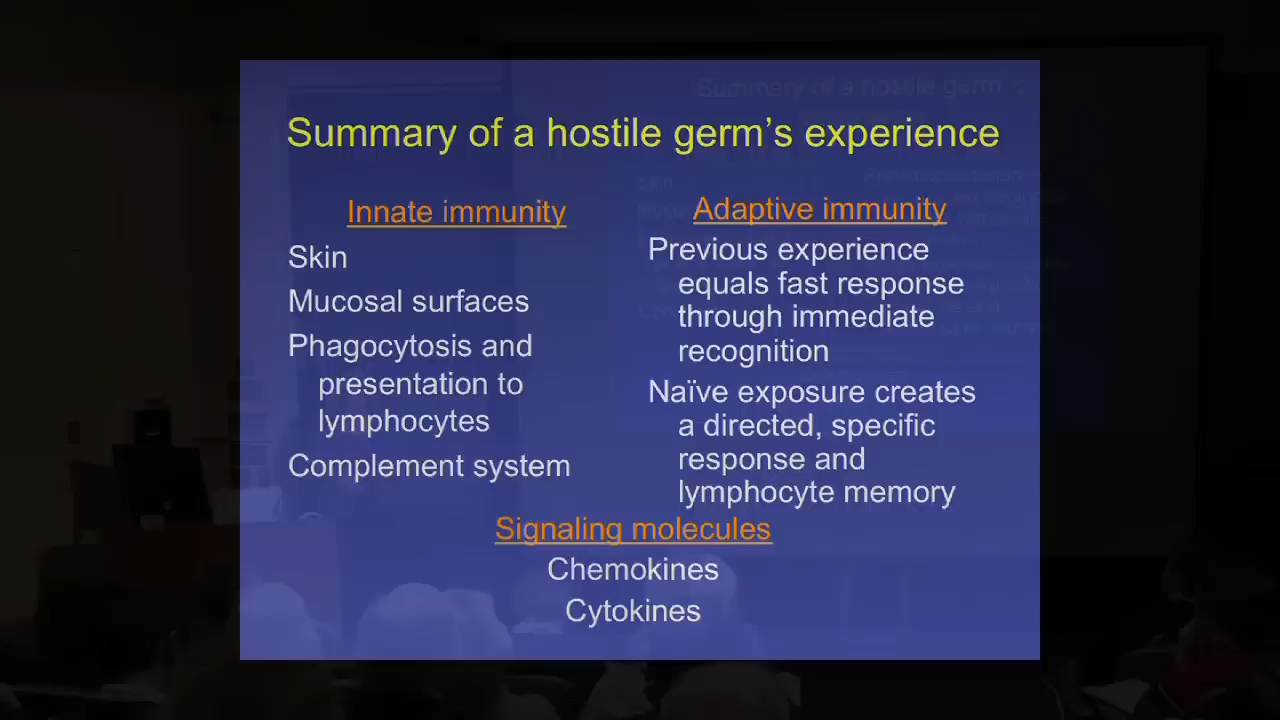 Summary of a hostile germ's experience
Innate immunity
Skin
Mucosal surfaces
Phagocytosis and
presentation to
lymphocytes
Complement system
Adaptive immunity
Previous experience
equals fast response
through immediate
recognition
Naïve exposure creates
a directed, specific
response and
lymphocyte memory
Signaling molecules
Chemokines
Cytokines